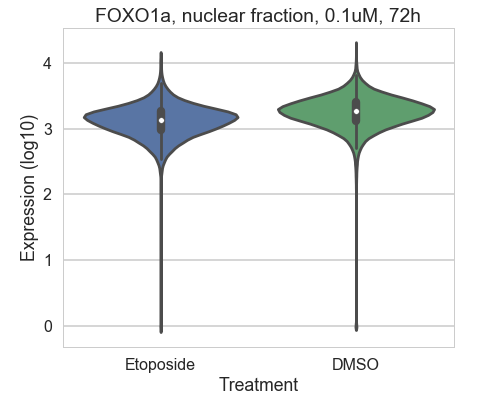 FOXO1a, nuclear fraction, 0.1uM, 72h
4
3
2
1
0
Expression (log10)
Etoposide DMSO
Treatment